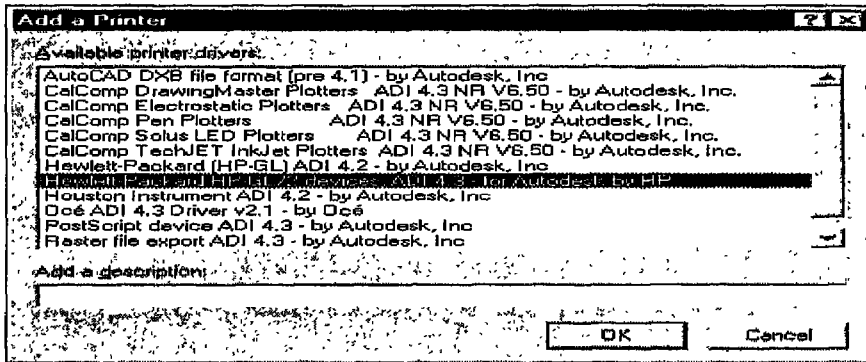 Add a Printer
Available printer drivers:
AutoCAD DXB file format (pre 4.1) - by Autodesk, Inc
CalComp DrawingMaster Plotters ADI 4.3 NR V6.50 - by Autodesk, Inc.
CalComp Electrostatic Plotters ADI 4.3 NR V6.50 - by Autodesk, Inc.
CalComp Pen Plotters ADI 4.3 NR V6.50 - by Autodesk, Inc.
CalComp Solus LED Plotters ADI 4.3 NR V6.50 - by Autodesk, Inc.
CalComp TechJET InkJet Plotters ADI 4.3 NR V6.50 - by Autodesk, Inc.
Hewlett-Packard (HP-GL) ADI 4.2 - by Autodesk, Inc
Hewlett-Packard HP-GL/2 devices, ADI 4.3 - for Autodesk by HP
Houston Instrument ADI 4.2 - by Autodesk, Inc
Océ ADI 4.3 Driver v2.1 - by Océ
PostScript device ADI 4.3 - by Autodesk, Inc
Raster file export ADI 4.3 - by Autodesk, Inc
Add a description:
OK Cancel